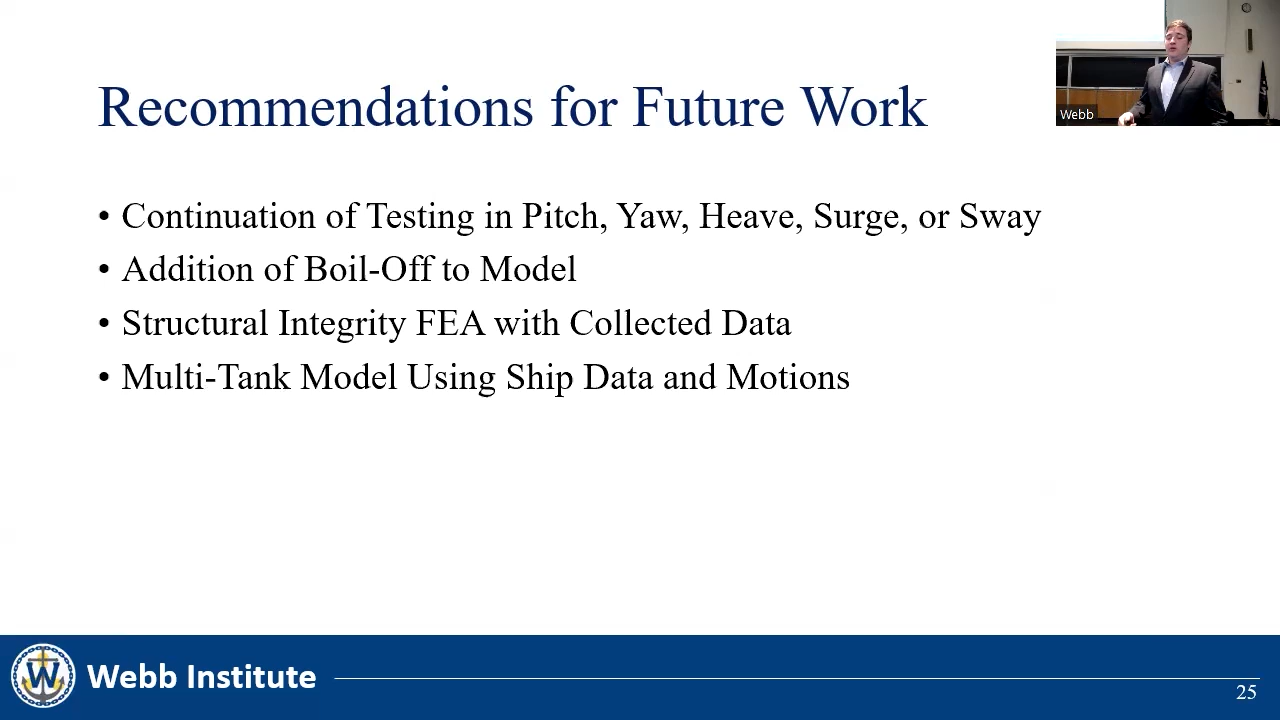 Recommendations for Future Work
Webb
• Continuation of Testing in Pitch, Yaw, Heave, Surge, or Sway
• Addition of Boil-Off to Model
• Structural Integrity FEA with Collected Data
• Multi-Tank Model Using Ship Data and Motions
W
Webb Institute
25